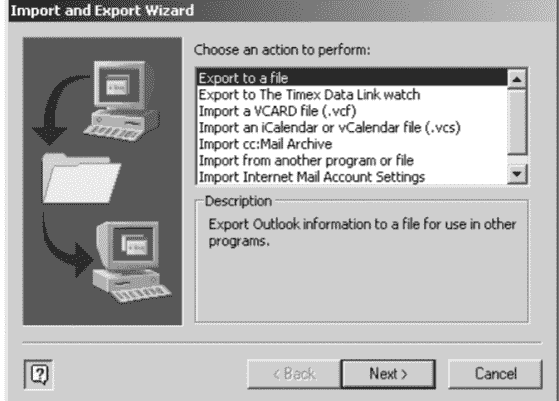 Import and Export Wizard
Choose an action to perform:
Export to a file
Export to The Timex Data Link watch
Import a VCARD file (.vcf)
Import an iCalendar or vCalendar file (.vcs)
Import cc:Mail Archive
Import from another program or file
Import Internet Mail Account Settings
Description
Export Outlook information to a file for use in other
programs.
?
< Back
Next >
Cancel